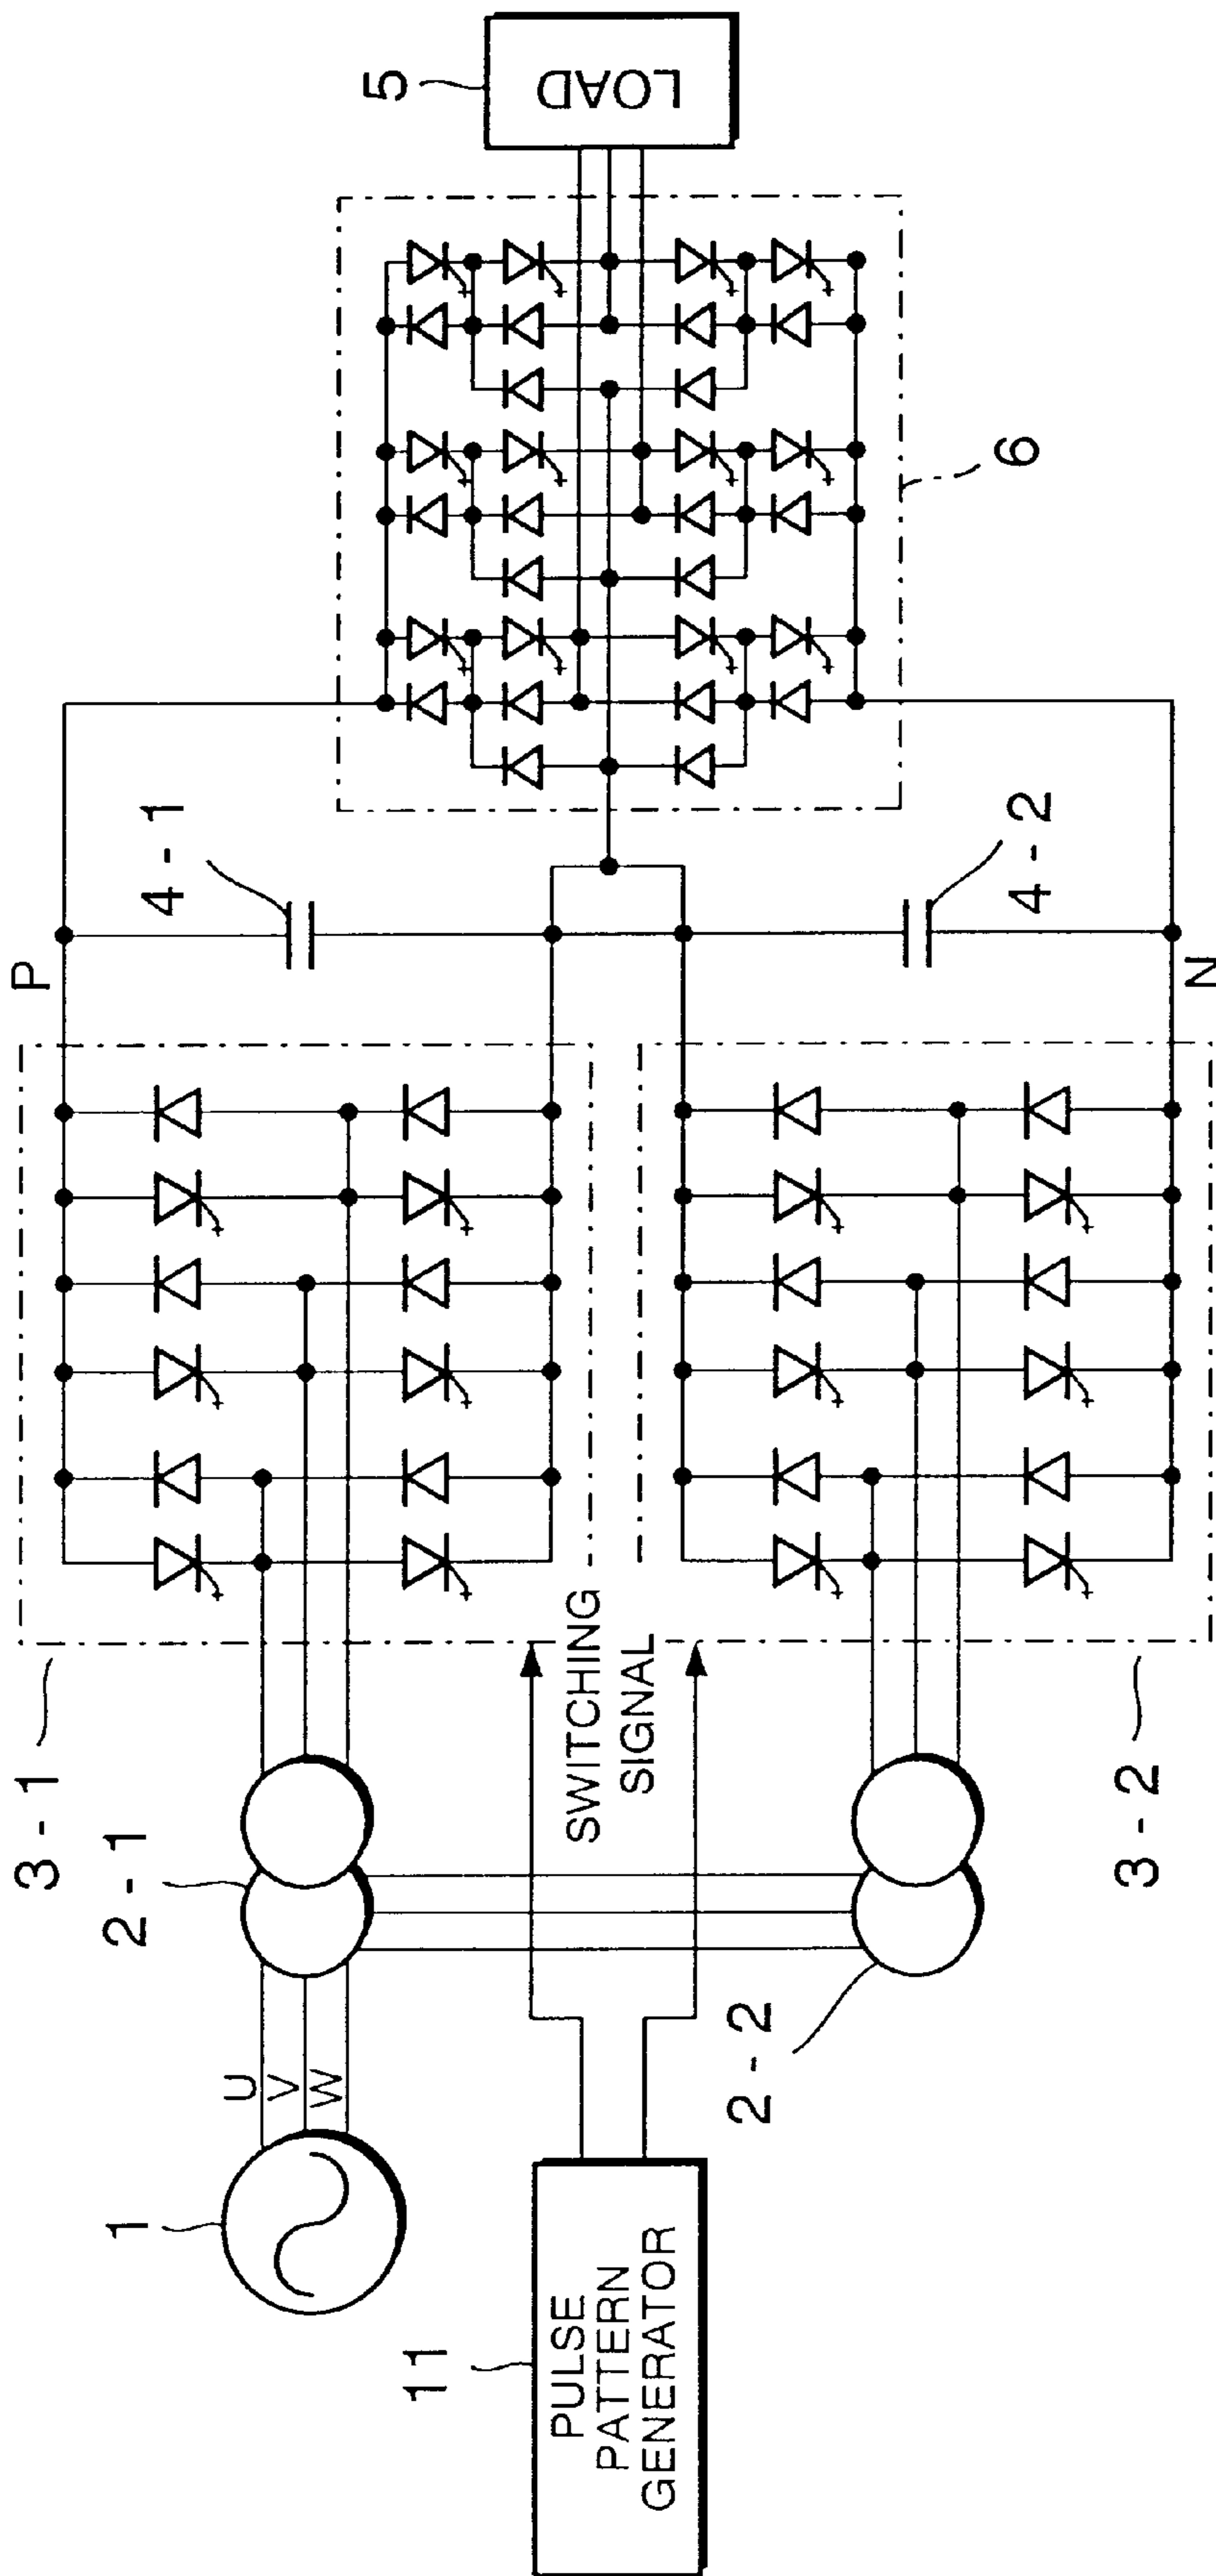 1
U
V
W
2 - 1
3 - 1
P
4 - 1
5
LOAD
11
PULSE
PATTERN
GENERATOR
SWITCHING
SIGNAL
2 - 2
3 - 2
N
4 - 2
6